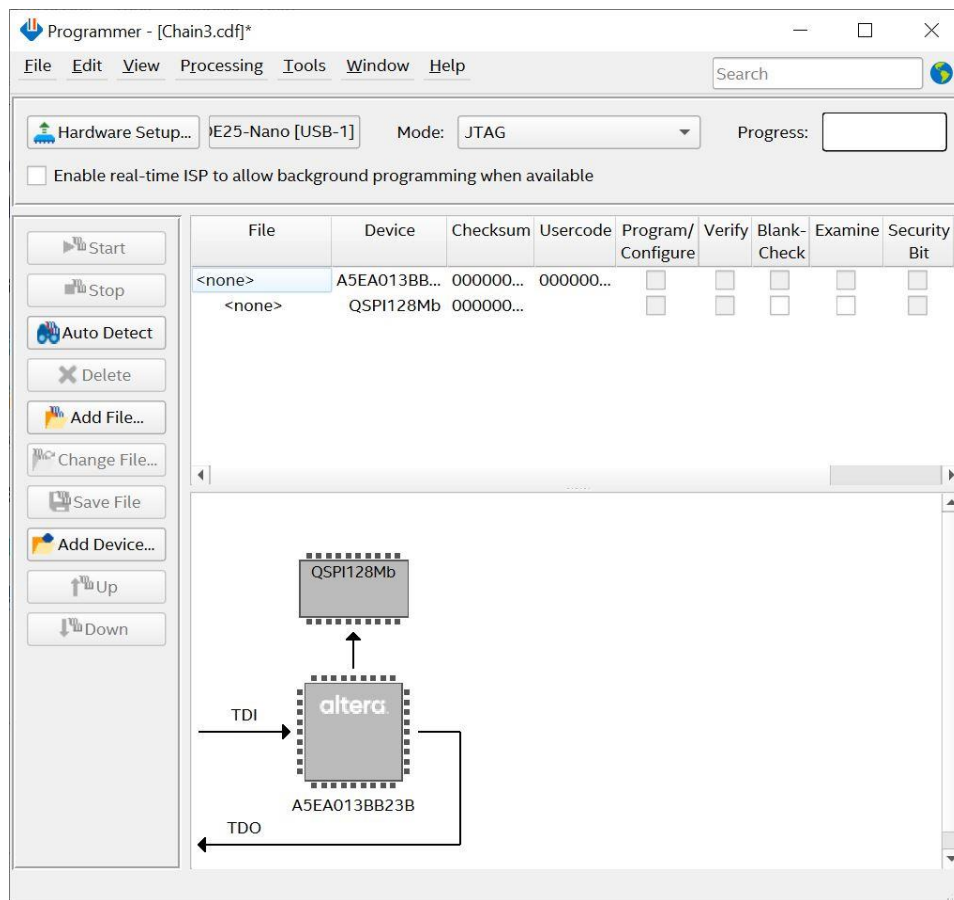 Programmer - [Chain3.cdf]*
File Edit View Processing Tools Window Help
Search
Hardware Setup...
DE25-Nano [USB-1]
Mode:
JTAG
Progress:
Enable real-time ISP to allow background programming when available
Start
Stop
Auto Detect
Delete
Add File...
Change File...
Save File
Add Device...
Up
Down
File Device Checksum Usercode Program/ Verify Blank- Examine Security
Configure Check Bit
<none> A5EA013BB... 000000... 000000...
<none> QSPI128Mb 000000...
QSPI128Mb
altera
TDI
A5EA013BB23B
TDO